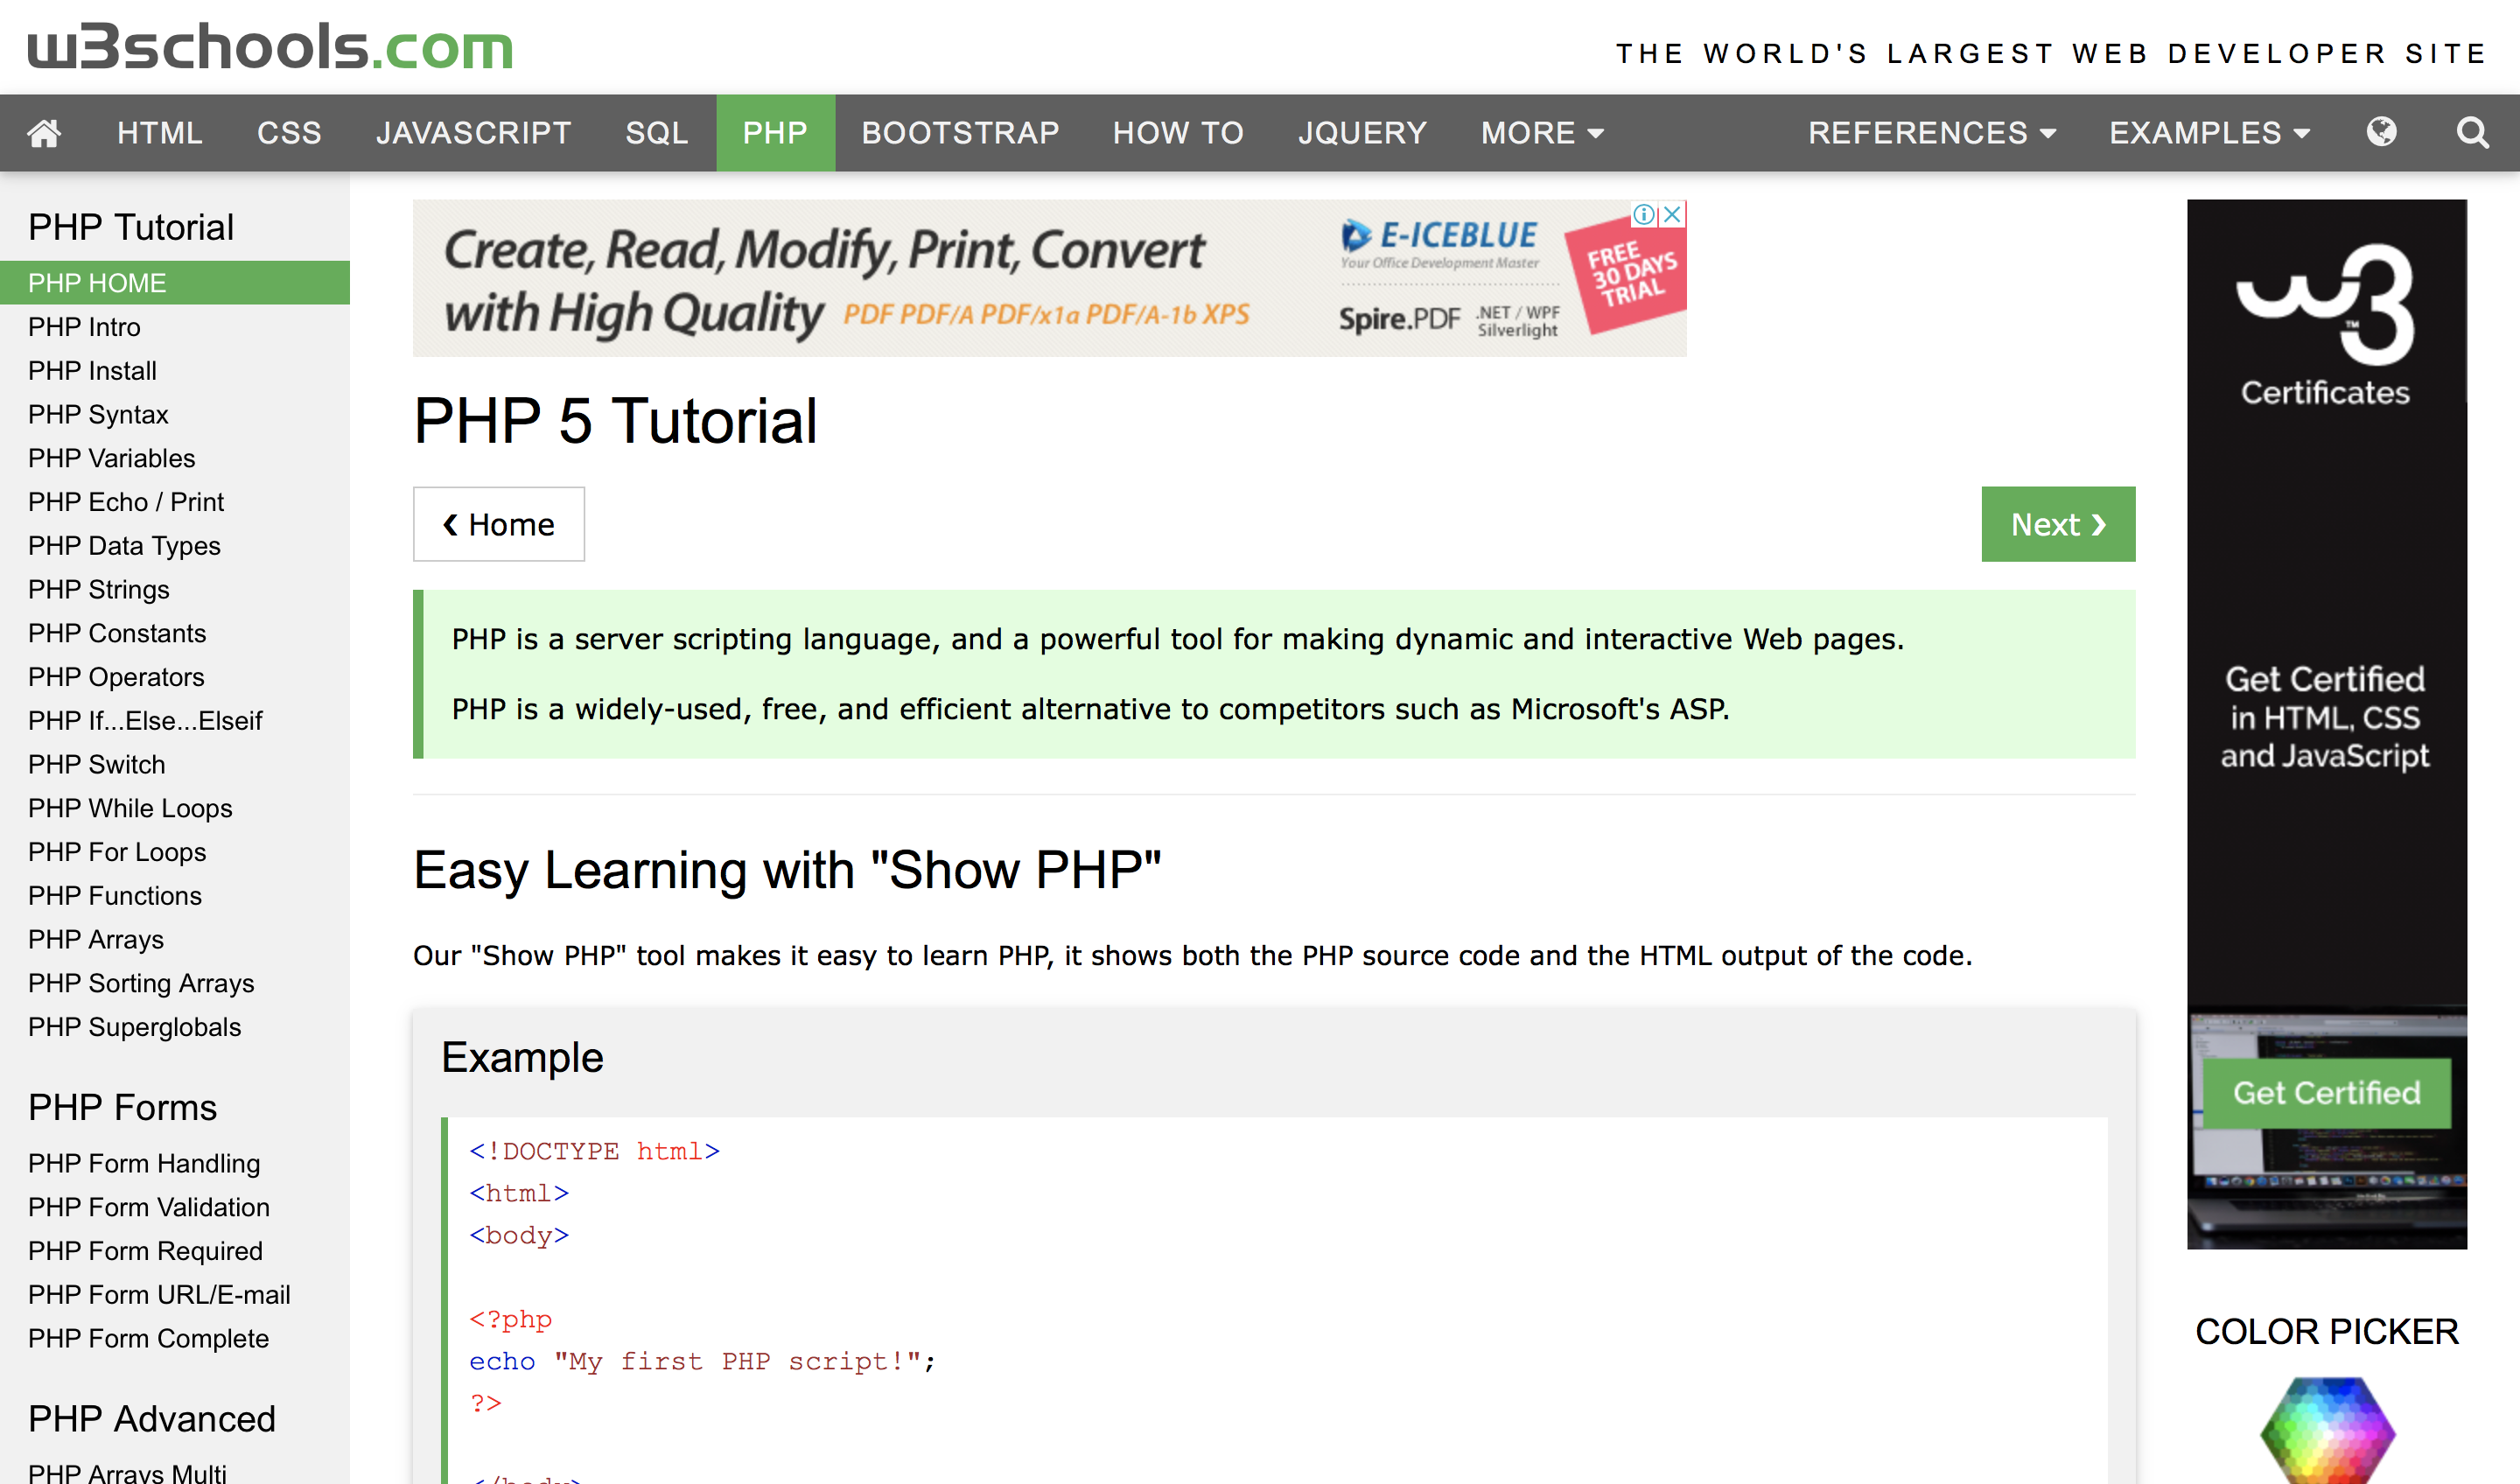 w3schools.com
THE WORLD'S LARGEST WEB DEVELOPER SITE
HTML CSS JAVASCRIPT SQL PHP BOOTSTRAP HOW TO JQUERY MORE REFERENCES EXAMPLES
PHP Tutorial
PHP HOME
PHP Intro
PHP Install
PHP Syntax
PHP Variables
PHP Echo / Print
PHP Data Types
PHP Strings
PHP Constants
PHP Operators
PHP If...Else...Elseif
PHP Switch
PHP While Loops
PHP For Loops
PHP Functions
PHP Arrays
PHP Sorting Arrays
PHP Superglobals
PHP Forms
PHP Form Handling
PHP Form Validation
PHP Form Required
PHP Form URL/E-mail
PHP Form Complete
PHP Advanced
PHP Arrays Multi
Create, Read, Modify, Print, Convert
with High Quality PDF PDF/A PDF/x1a PDF/A-1b XPS
E-ICEBLUE
Your Office Development Master
Spire.PDF .NET / WPF
Silverlight
FREE
30 DAYS
TRIAL
PHP 5 Tutorial
❮ Home
Next ❯
PHP is a server scripting language, and a powerful tool for making dynamic and interactive Web pages.
PHP is a widely-used, free, and efficient alternative to competitors such as Microsoft's ASP.
Easy Learning with "Show PHP"
Our "Show PHP" tool makes it easy to learn PHP, it shows both the PHP source code and the HTML output of the code.
Example
<!DOCTYPE html>
<html>
<body>
<?php
echo "My first PHP script!";
?>
</body>
w3™
Certificates
Get Certified
in HTML, CSS
and JavaScript
Get Certified
COLOR PICKER